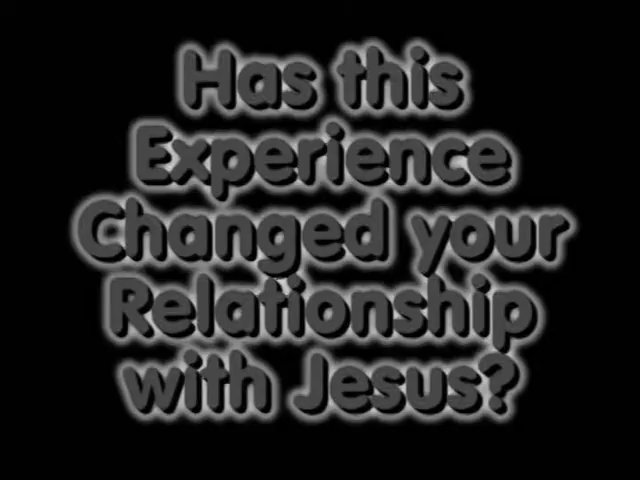 Has this
Experience
Changed your
Relationship
with Jesus?